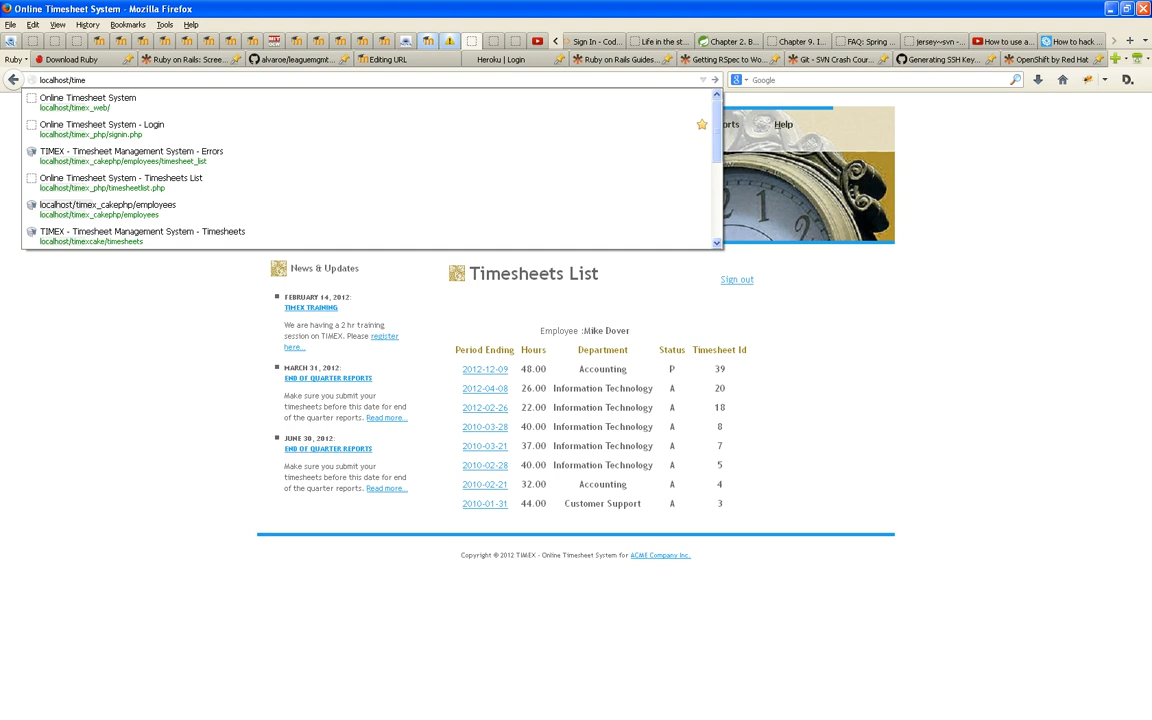 Online Timesheet System - Mozilla Firefox
File Edit View History Bookmarks Tools Help
Sign In - Cod... Life in the st... Chapter 2. B... Chapter 9. I... FAQ: Spring ... jersey~svn -... How to use a... How to hack ...
Ruby Download Ruby Ruby on Rails: Scree... alvaroe/leaguemgmt... Editing URL Heroku | Login Ruby on Rails Guides... Getting RSpec to Wo... Git - SVN Crash Cour... Generating SSH Key... OpenShift by Red Hat
localhost/time
Google
Online Timesheet System
localhost/timex_web/
Online Timesheet System - Login
localhost/timex_php/signin.php
TIMEX - Timesheet Management System - Errors
localhost/timex_cakephp/employees/timesheet_list
Online Timesheet System - Timesheets List
localhost/timex_php/timesheetlist.php
localhost/timex_cakephp/employees
localhost/timex_cakephp/employees
TIMEX - Timesheet Management System - Timesheets
localhost/timexcake/timesheets
orts Help
News & Updates
FEBRUARY 14, 2012:
TIMEX TRAINING
We are having a 2 hr training
session on TIMEX. Please register
here...
MARCH 31, 2012:
END OF QUARTER REPORTS
Make sure you submit your
timesheets before this date for end
of the quarter reports. Read more...
JUNE 30, 2012:
END OF QUARTER REPORTS
Make sure you submit your
timesheets before this date for end
of the quarter reports. Read more...
Timesheets List
Sign out
Employee :Mike Dover
Period Ending Hours Department Status Timesheet Id
2012-12-09 48.00 Accounting P 39
2012-04-08 26.00 Information Technology A 20
2012-02-26 22.00 Information Technology A 18
2010-03-28 40.00 Information Technology A 8
2010-03-21 37.00 Information Technology A 7
2010-02-28 40.00 Information Technology A 5
2010-02-21 32.00 Accounting A 4
2010-01-31 44.00 Customer Support A 3
Copyright © 2012 TIMEX - Online Timesheet System for ACME Company Inc.